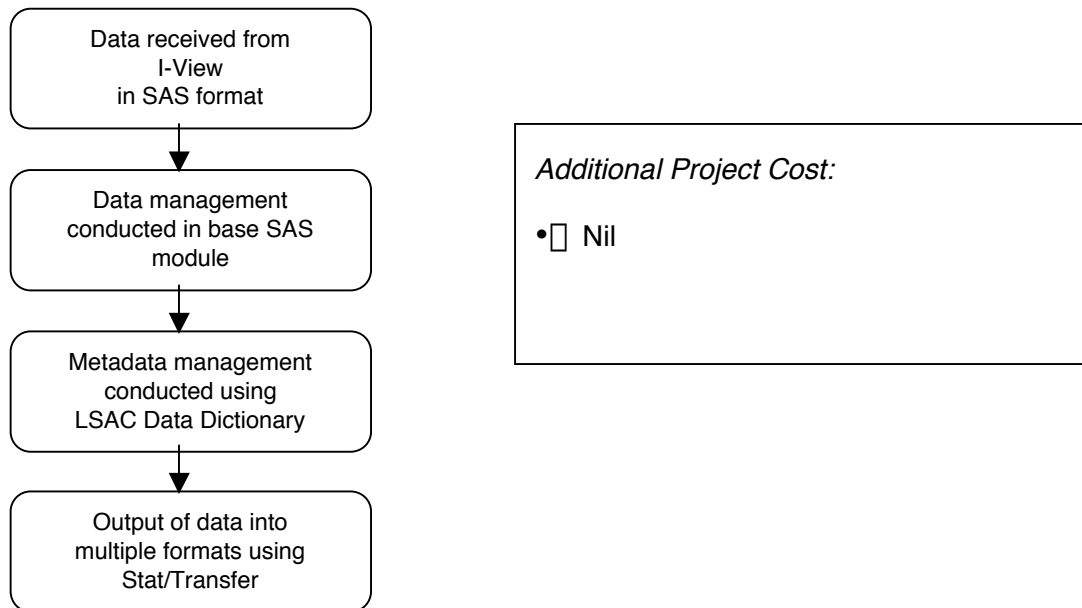 Data received from
I-View
in SAS format
Data management
conducted in base SAS
module
Metadata management
conducted using
LSAC Data Dictionary
Output of data into
multiple formats using
Stat/Transfer
Additional Project Cost:
• Nil